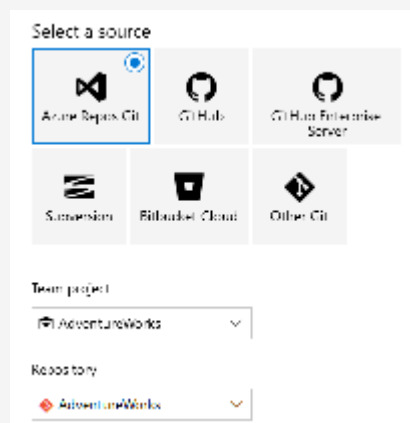 Select a source
Azure Repos Git
GitHub
GitHub Enterprise
Server
Subversion
Bitbucket Cloud
Other Git
Team project
AdventureWorks
Repository
AdventureWorks